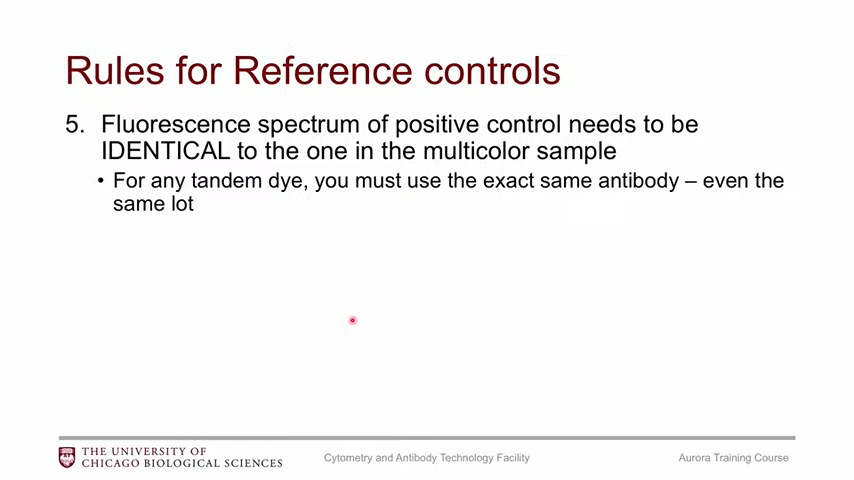 Rules for Reference controls
5. Fluorescence spectrum of positive control needs to be
IDENTICAL to the one in the multicolor sample
• For any tandem dye, you must use the exact same antibody – even the
same lot
THE UNIVERSITY OF
CHICAGO BIOLOGICAL SCIENCES
Cytometry and Antibody Technology Facility
Aurora Training Course